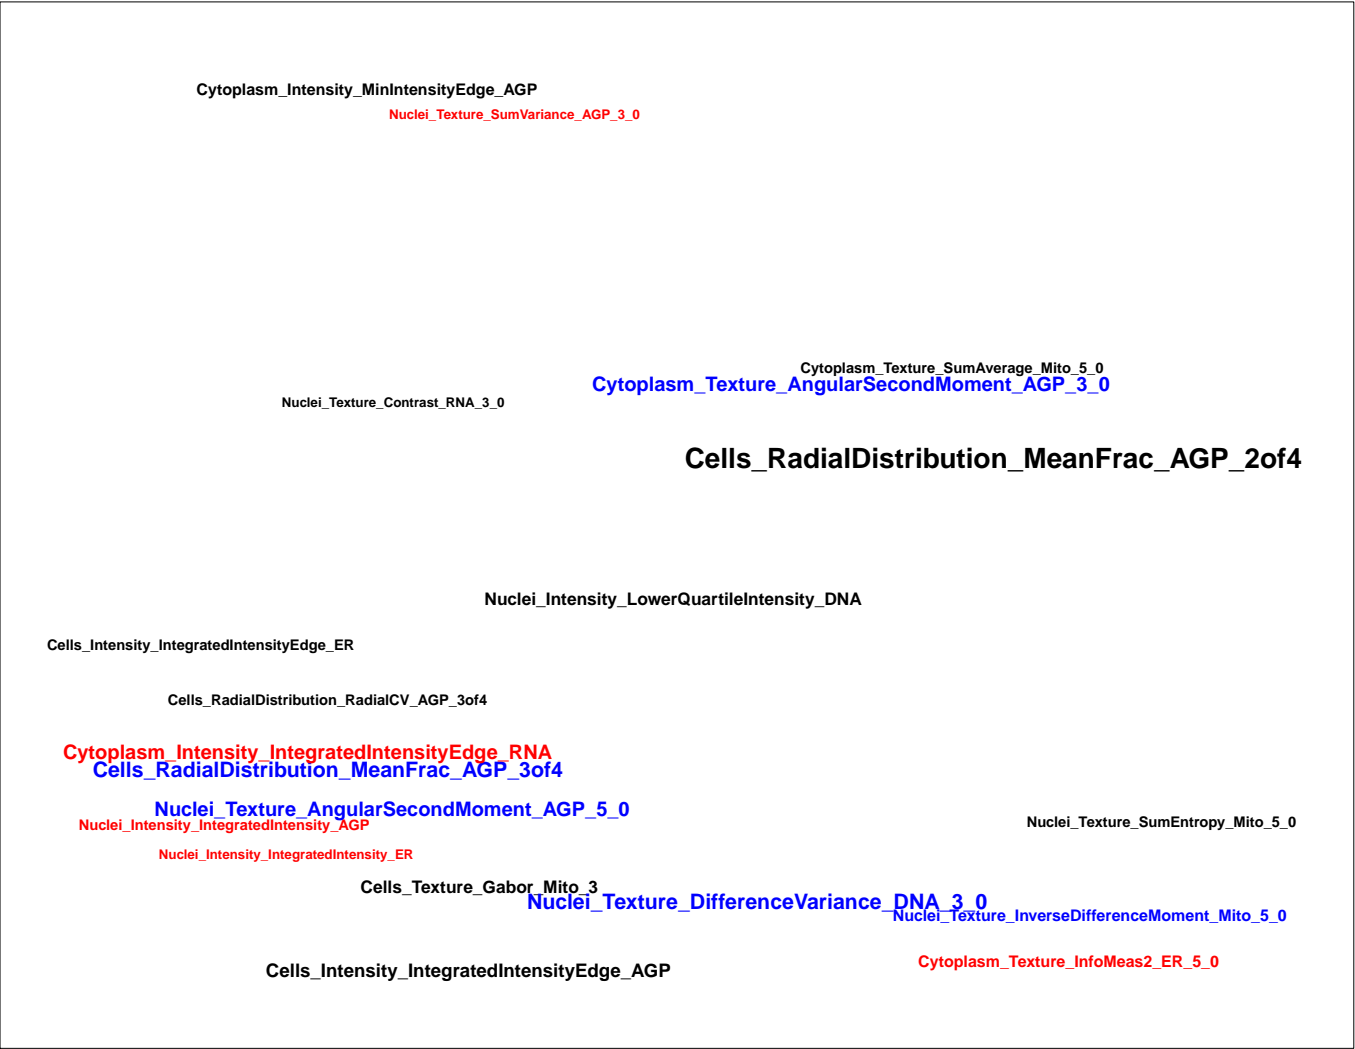 Cytoplasm_Intensity_MinIntensityEdge_AGP
Nuclei_Texture_SumVariance_AGP_3_0
Cytoplasm_Texture_SumAverage_Mito_5_0
Cytoplasm_Texture_AngularSecondMoment_AGP_3_0
Nuclei_Texture_Contrast_RNA_3_0
Cells_RadialDistribution_MeanFrac_AGP_2of4
Nuclei_Intensity_LowerQuartileIntensity_DNA
Cells_Intensity_IntegratedIntensityEdge_ER
Cells_RadialDistribution_RadialCV_AGP_3of4
Cytoplasm_Intensity_IntegratedIntensityEdge_RNA
Cells_RadialDistribution_MeanFrac_AGP_3of4
Nuclei_Texture_AngularSecondMoment_AGP_5_0
Nuclei_Intensity_IntegratedIntensity_AGP
Nuclei_Texture_SumEntropy_Mito_5_0
Nuclei_Intensity_IntegratedIntensity_ER
Cells_Texture_Gabor_Mito_3
Nuclei_Texture_DifferenceVariance_DNA_3_0
Nuclei_Texture_InverseDifferenceMoment_Mito_5_0
Cytoplasm_Texture_InfoMeas2_ER_5_0
Cells_Intensity_IntegratedIntensityEdge_AGP